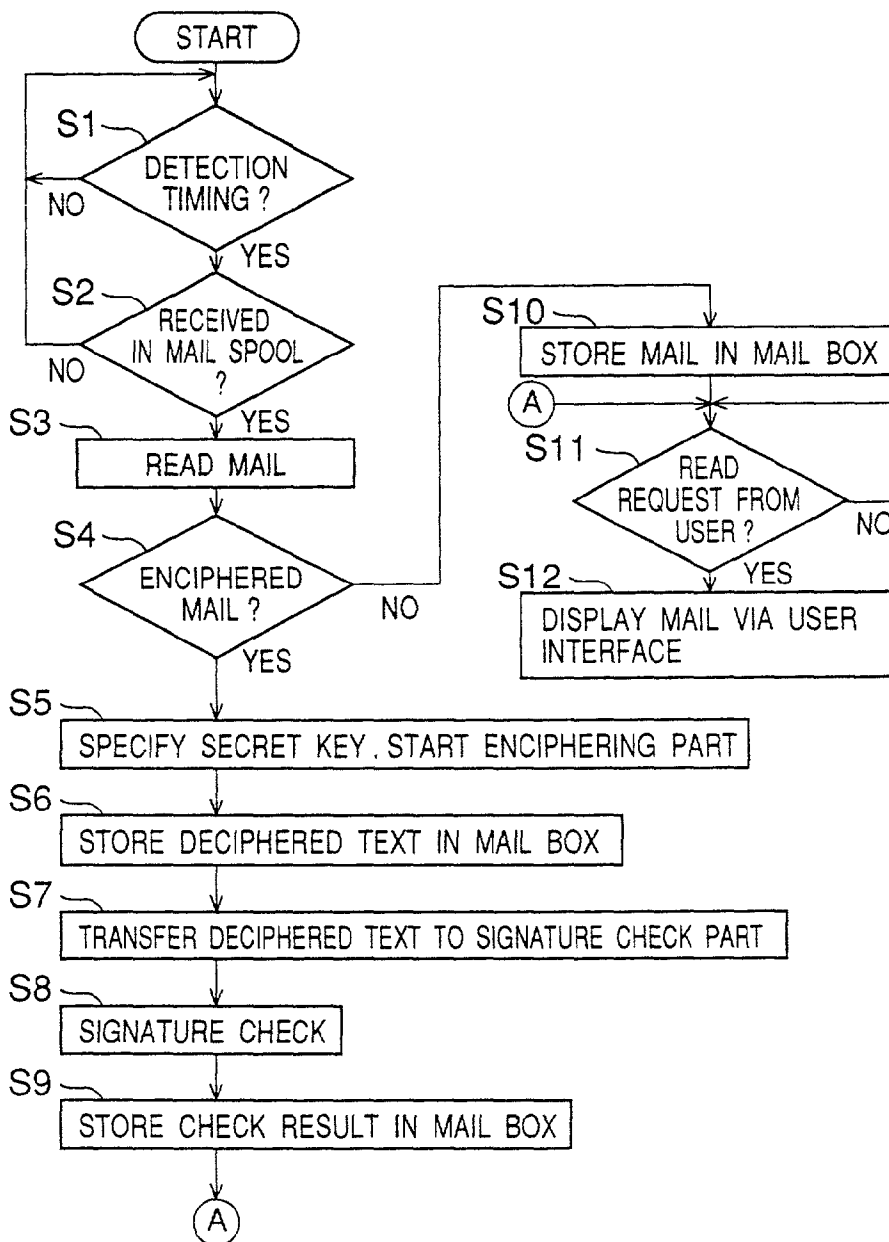 START
S1
DETECTION
TIMING ?
NO
YES
S2
RECEIVED
IN MAIL SPOOL
?
NO
YES
S3
READ MAIL
S4
ENCIPHERED
MAIL ?
NO
YES
S5
SPECIFY SECRET KEY . START ENCIPHERING PART
S6
STORE DECIPHERED TEXT IN MAIL BOX
S7
TRANSFER DECIPHERED TEXT TO SIGNATURE CHECK PART
S8
SIGNATURE CHECK
S9
STORE CHECK RESULT IN MAIL BOX
A
S10
STORE MAIL IN MAIL BOX
A
S11
READ
REQUEST FROM
USER ?
NO
YES
S12
DISPLAY MAIL VIA USER
INTERFACE